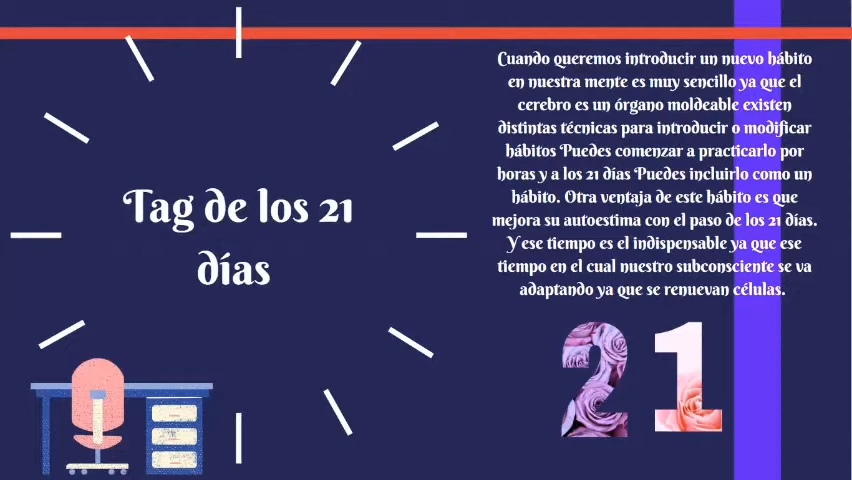 Tag de los 21
días
Cuando queremos introducir un nuevo hábito
en nuestra mente es muy sencillo ya que el
cerebro es un órgano moldeable existen
distintas técnicas para introducir o modificar
hábitos Puedes comenzar a practicarlo por
horas y a los 21 días Puedes incluirlo como un
hábito. Otra ventaja de este hábito es que
mejora su autoestima con el paso de los 21 días.
Y ese tiempo es el indispensable ya que ese
tiempo en el cual nuestro subconsciente se va
adaptando ya que se renuevan células.
21